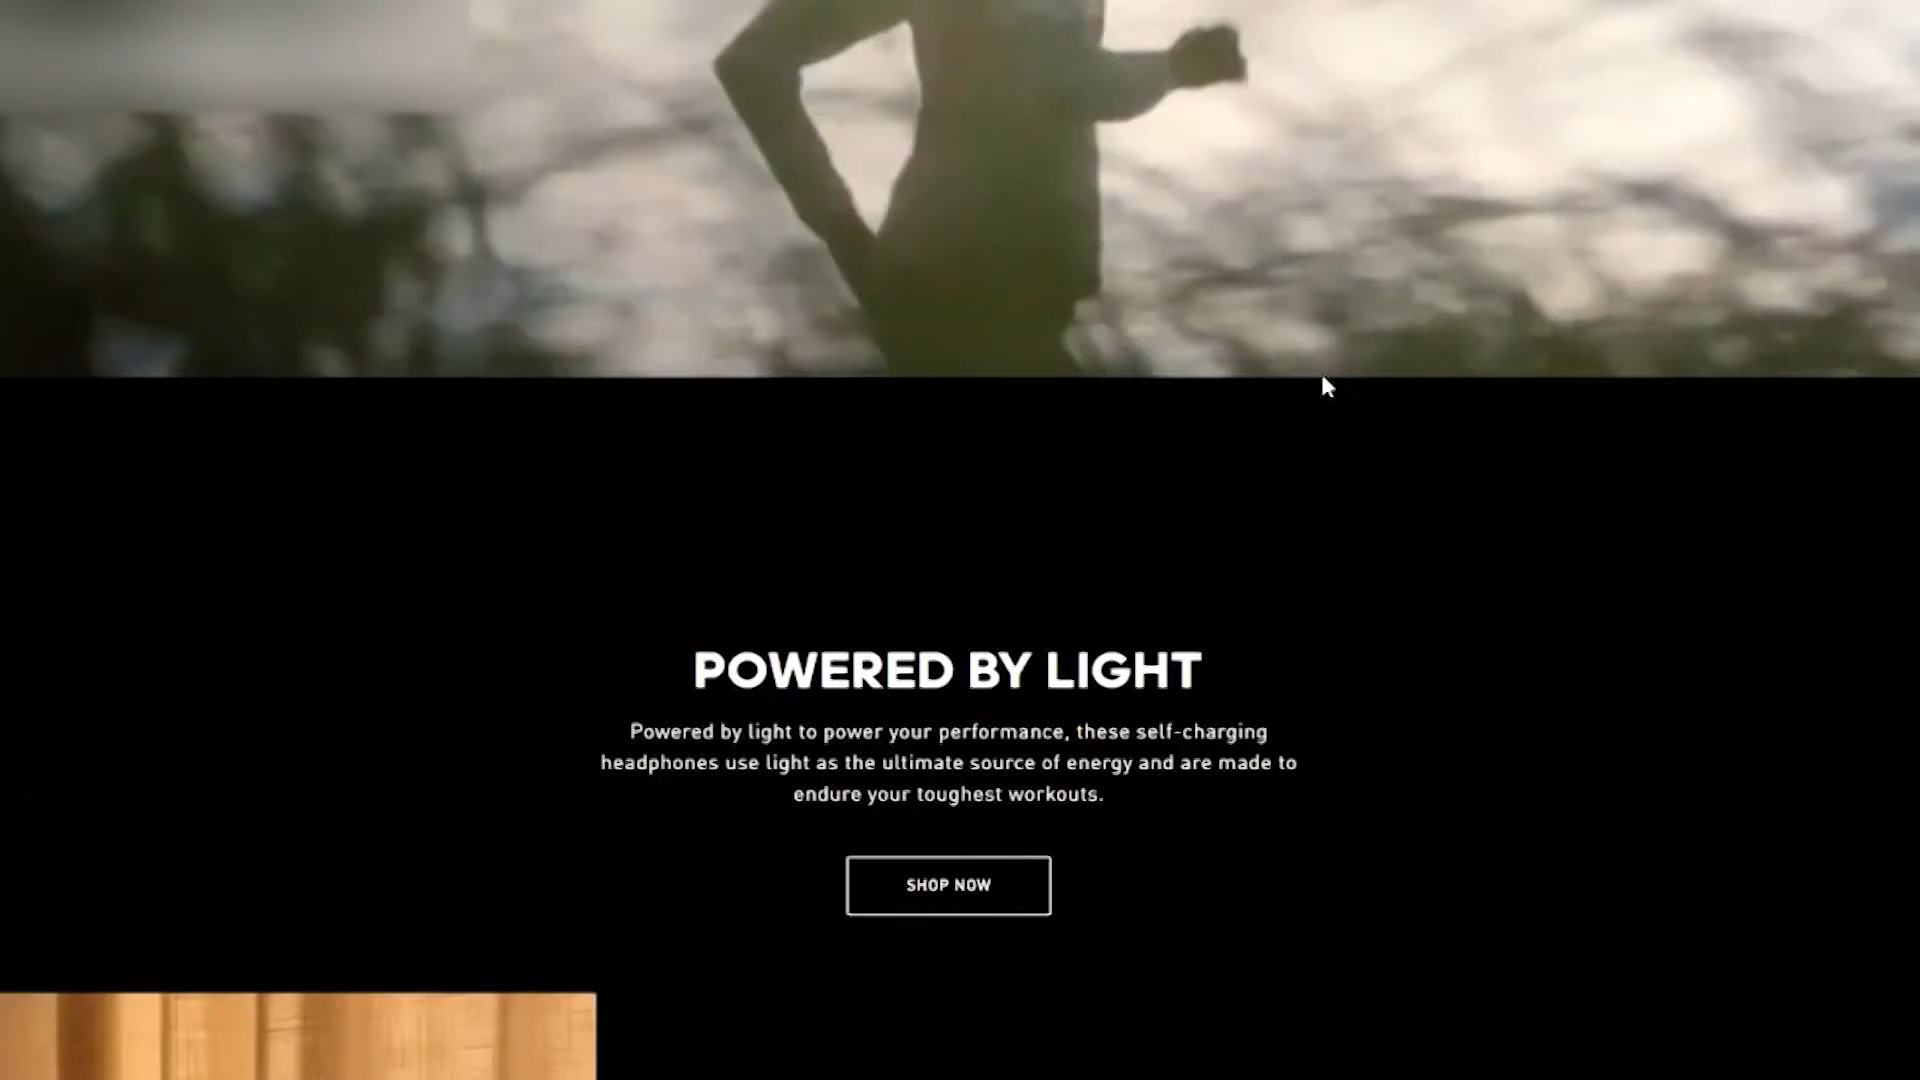 POWERED BY LIGHT
Powered by light to power your performance, these self-charging
headphones use light as the ultimate source of energy and are made to
endure your toughest workouts.
SHOP NOW